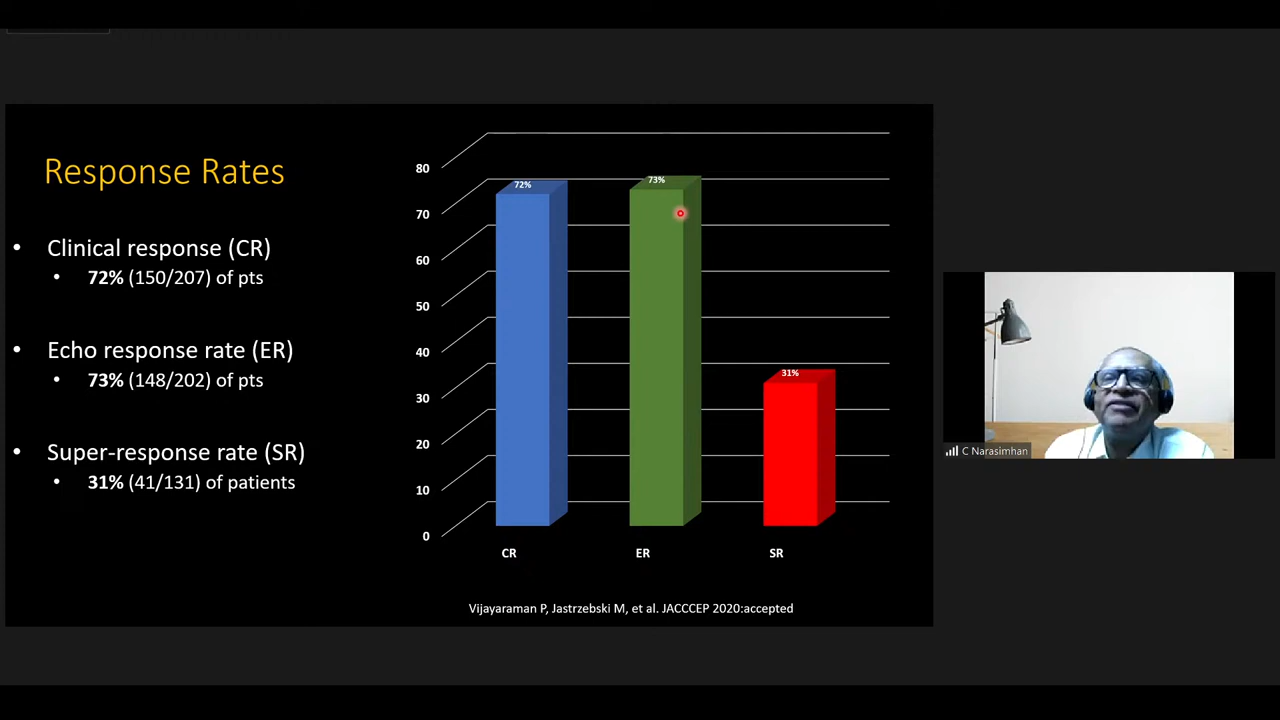 Response Rates
• Clinical response (CR)
• 72% (150/207) of pts
• Echo response rate (ER)
• 73% (148/202) of pts
• Super-response rate (SR)
• 31% (41/131) of patients
80
70
60
50
40
30
20
10
0
72%
73%
31%
CR
ER
SR
Vijayaraman P, Jastrzebski M, et al. JACCCEP 2020:accepted
C Narasimhan